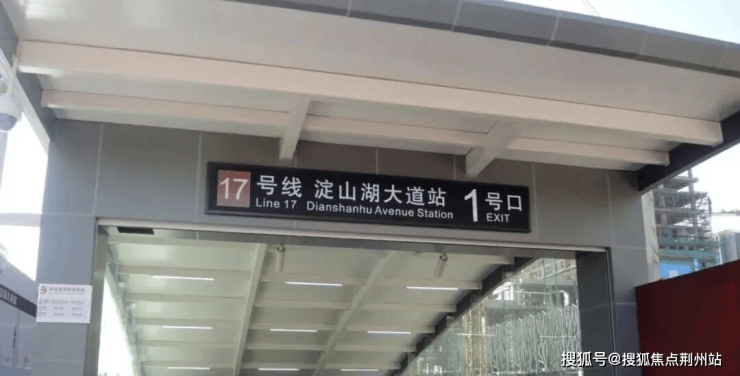 17 号线 淀山湖大道站 1 号口
Line 17 Dianshanhu Avenue Station EXIT
搜狐号@搜狐焦点荆州站